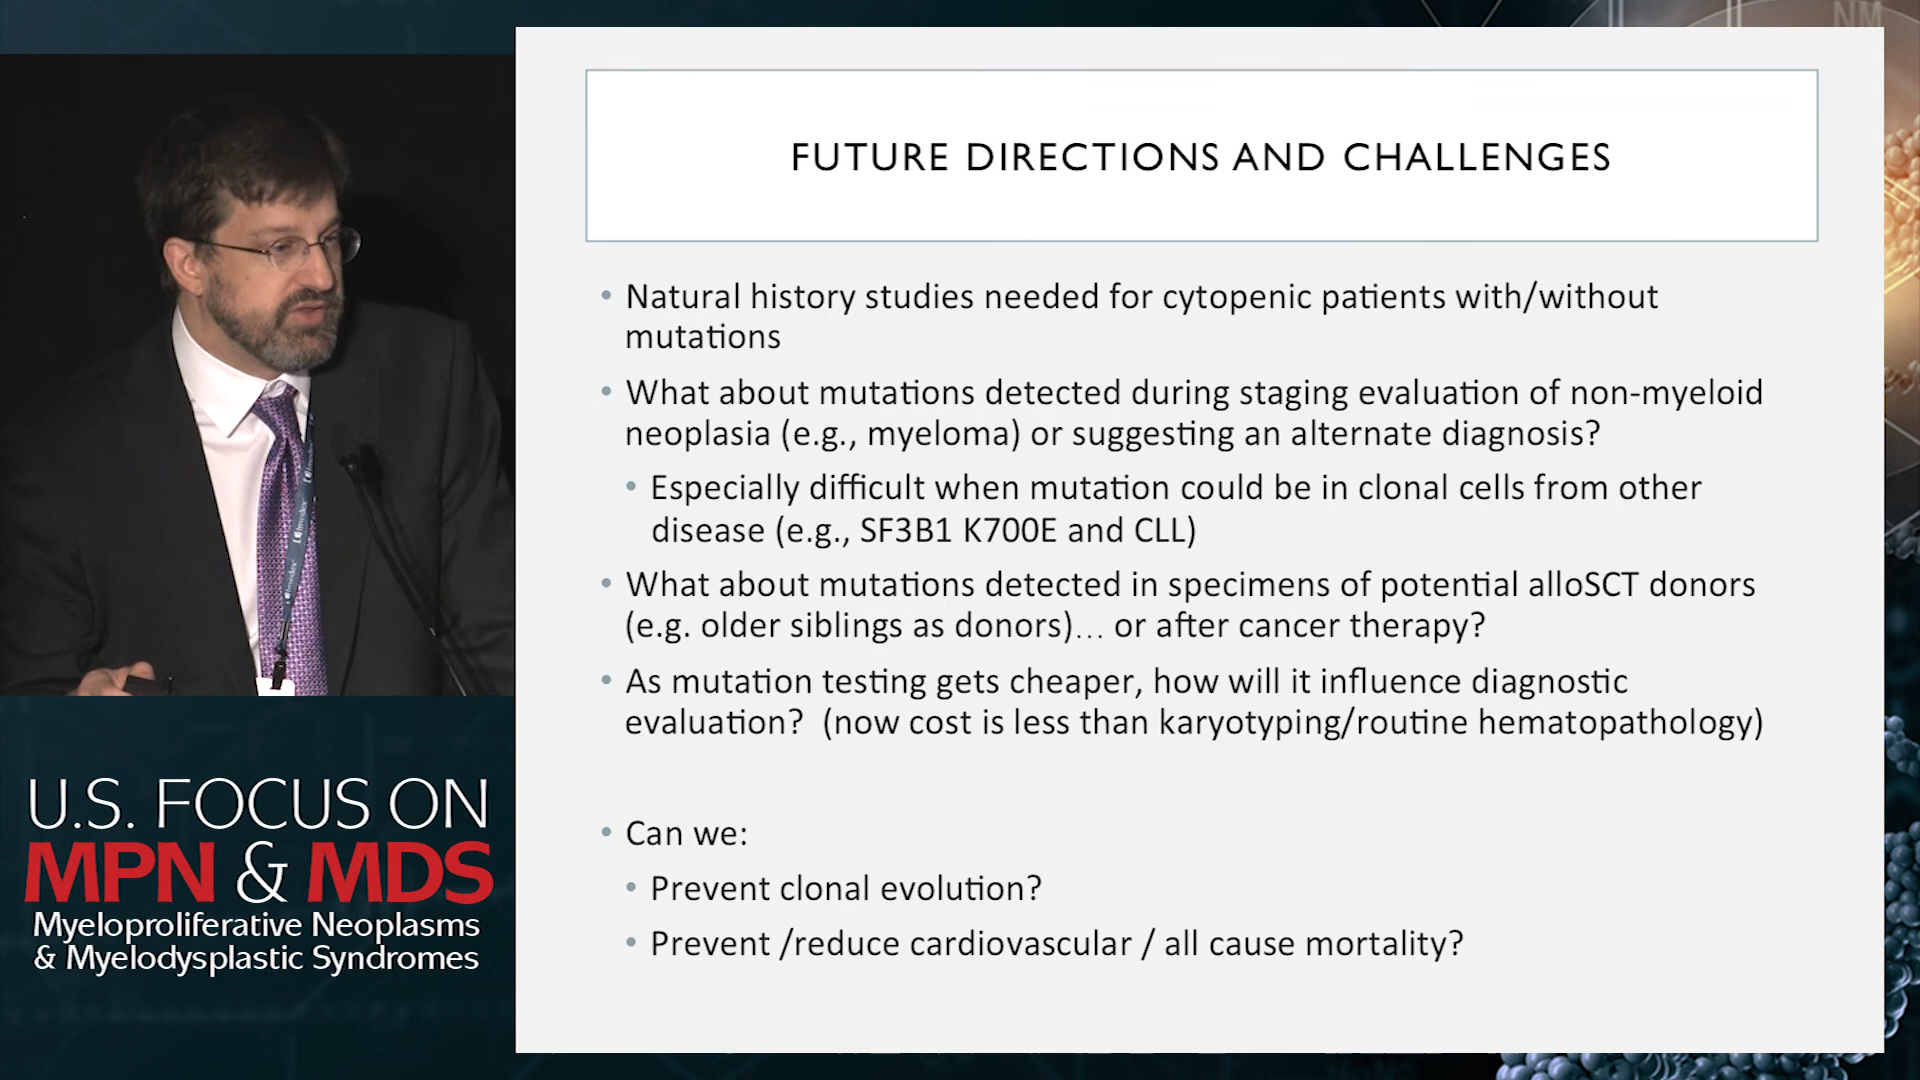 NM
FUTURE DIRECTIONS AND CHALLENGES
• Natural history studies needed for cytopenic patients with/without
mutations
• What about mutations detected during staging evaluation of non-myeloid
neoplasia (e.g., myeloma) or suggesting an alternate diagnosis?
• Especially difficult when mutation could be in clonal cells from other
disease (e.g., SF3B1 K700E and CLL)
• What about mutations detected in specimens of potential alloSCT donors
(e.g. older siblings as donors)... or after cancer therapy?
• As mutation testing gets cheaper, how will it influence diagnostic
evaluation? (now cost is less than karyotyping/routine hematopathology)
• Can we:
• Prevent clonal evolution?
• Prevent /reduce cardiovascular / all cause mortality?
imedex
U.S. FOCUS ON
MPN & MDS
Myeloproliferative Neoplasms
& Myelodysplastic Syndromes